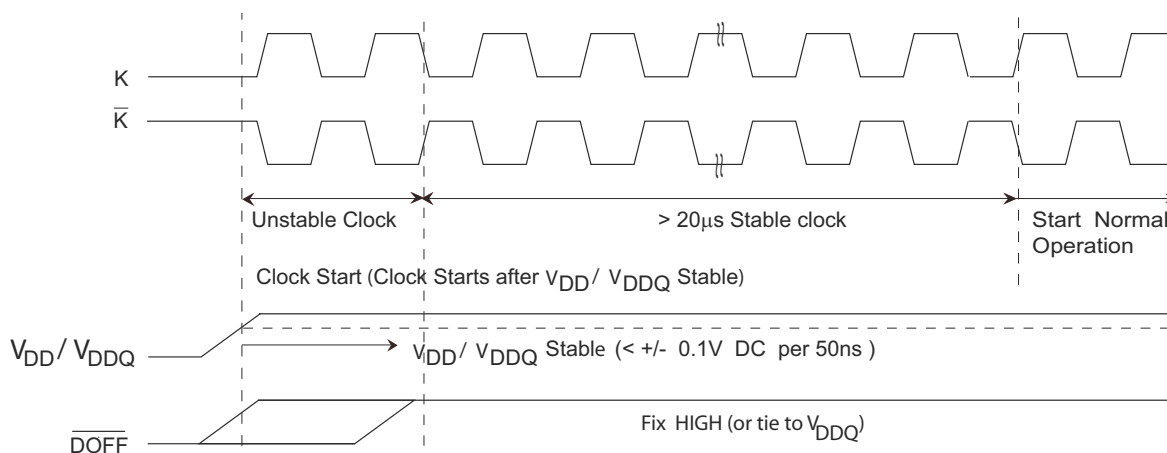 K
K̅
Unstable Clock
> 20μs Stable clock
Start Normal
Operation
Clock Start (Clock Starts after VDD/ VDDQ Stable)
VDD/ VDDQ
VDD/ VDDQ Stable (< +/- 0.1V DC per 50ns )
D̅O̅F̅F̅
Fix HIGH (or tie to VDDQ)